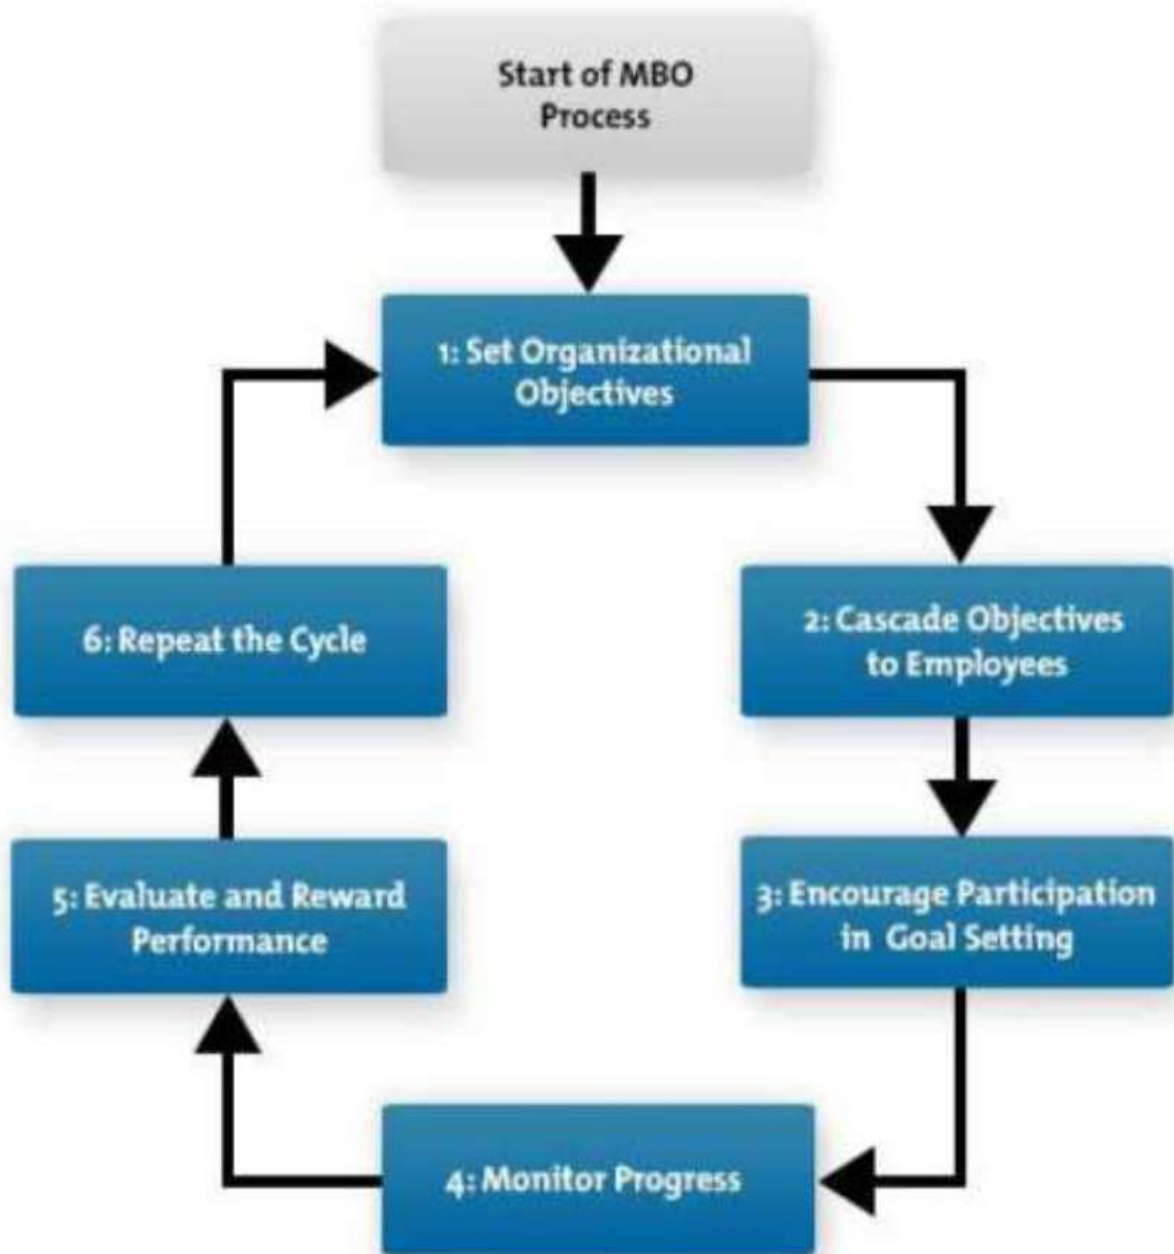 Start of MBO
Process
1: Set Organizational
Objectives
2: Cascade Objectives
to Employees
3: Encourage Participation
in Goal Setting
4: Monitor Progress
5: Evaluate and Reward
Performance
6: Repeat the Cycle